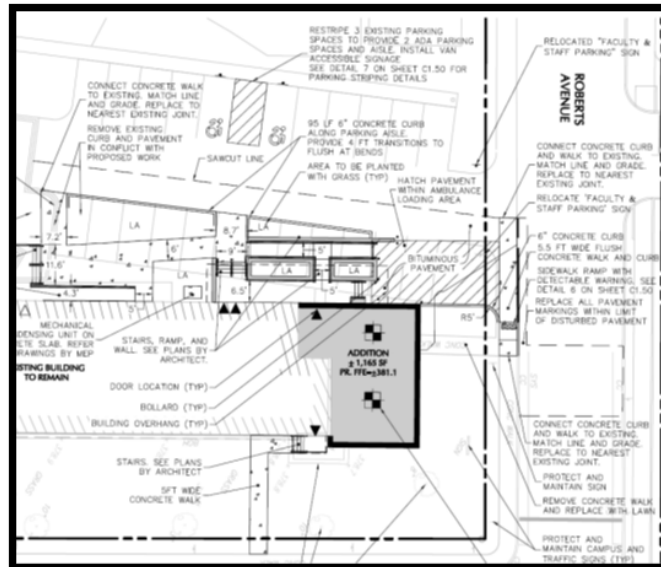 RESTRIPE 3 EXISTING PARKING
SPACES TO PROVIDE 2 ADA PARKING
SPACES AND AISLE. INSTALL VAN
ACCESSIBLE SIGNAGE
SEE DETAIL 7 ON SHEET C1.50 FOR
PARKING STRIPING DETAILS
RELOCATED "FACULTY &
STAFF PARKING" SIGN
ROBERTS
AVENUE
CONNECT CONCRETE WALK
TO EXISTING. MATCH LINE
AND GRADE. REPLACE TO
NEAREST EXISTING JOINT.
REMOVE EXISTING
CURB AND PAVEMENT
IN CONFLICT WITH
PROPOSED WORK
95 LF 6" CONCRETE CURB
ALONG PARKING AISLE.
PROVIDE 4 FT TRANSITIONS TO
FLUSH AT BENDS
SAWCUT LINE
AREA TO BE PLANTED
WITH GRASS (TYP)
HATCH PAVEMENT
WITHIN AMBULANCE
LOADING AREA
CONNECT CONCRETE CURB
AND WALK TO EXISTING.
MATCH LINE AND GRADE.
REPLACE TO NEAREST
EXISTING JOINT.
RELOCATE "FACULTY &
STAFF PARKING" SIGN
6" CONCRETE CURB
5.5 FT WIDE FLUSH
CONCRETE WALK AND CURB
SIDEWALK RAMP WITH
DETECTABLE WARNING. SEE
DETAIL 6 ON SHEET C1.50
REPLACE ALL PAVEMENT
MARKINGS WITHIN LIMIT
OF DISTURBED PAVEMENT
LA
LA
8.7'
7.2'
6'
9'
5'
11.6'
LA
LA
LA
BITUMINOUS
PAVEMENT
4.3'
6.5'
5'
R5'
MECHANICAL
DENSING UNIT ON
CRETE SLAB. REFER
DRAWINGS BY MEP
STAIRS, RAMP, AND
WALL. SEE PLANS BY
ARCHITECT.
ISTING BUILDING
TO REMAIN
DOOR LOCATION (TYP)
BOLLARD (TYP)
BUILDING OVERHANG (TYP)
ADDITION
± 1,165 SF
PR. FFE=±381.1
STAIRS. SEE PLANS
BY ARCHITECT
5FT WIDE
CONCRETE WALK
CONNECT CONCRETE CURB
AND WALK TO EXISTING.
MATCH LINE AND GRADE.
REPLACE TO NEAREST
EXISTING JOINT.
PROTECT AND
MAINTAIN SIGN
REMOVE CONCRETE WALK
AND REPLACE WITH LAWN
PROTECT AND
MAINTAIN CAMPUS AND
TRAFFIC SIGNS (TYP)